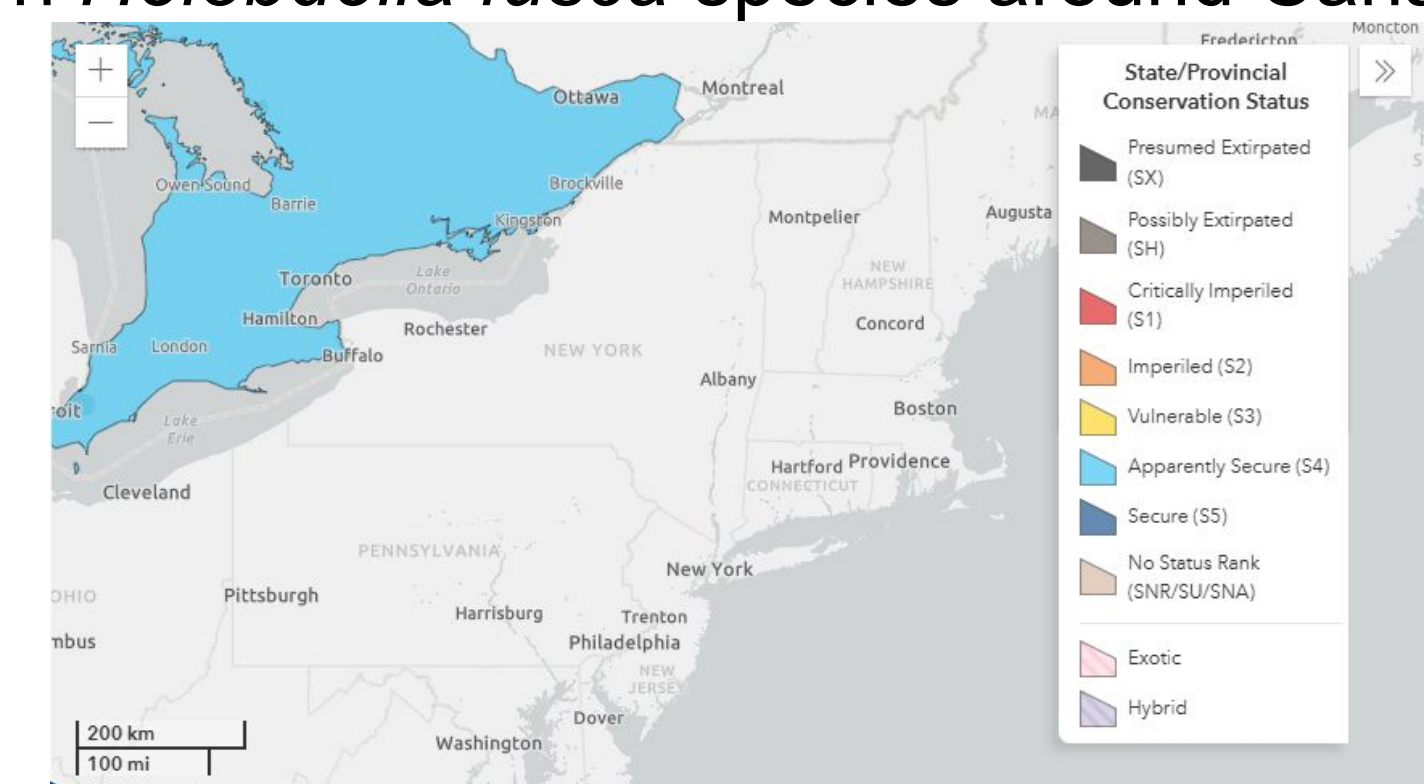 species around
Fredericton
Moncton
+
−
Ottawa
Montreal
Owen Sound
Barrie
Brockville
Kingston
Montpelier
Augusta
Toronto
Lake
Ontario
NEW
HAMPSHIRE
Hamilton
Rochester
Concord
Sarnia
London
Buffalo
NEW YORK
Albany
Boston
Lake
Erie
Hartford
Providence
CONNECTICUT
Cleveland
PENNSYLVANIA
New York
OHIO
Pittsburgh
Harrisburg
Trenton
Philadelphia
NEW
JERSEY
Dover
Washington
200 km
100 mi
State/Provincial
Conservation Status
Presumed Extirpated
(SX)
Possibly Extirpated
(SH)
Critically Imperiled
(S1)
Imperiled (S2)
Vulnerable (S3)
Apparently Secure (S4)
Secure (S5)
No Status Rank
(SNR/SU/SNA)
Exotic
Hybrid